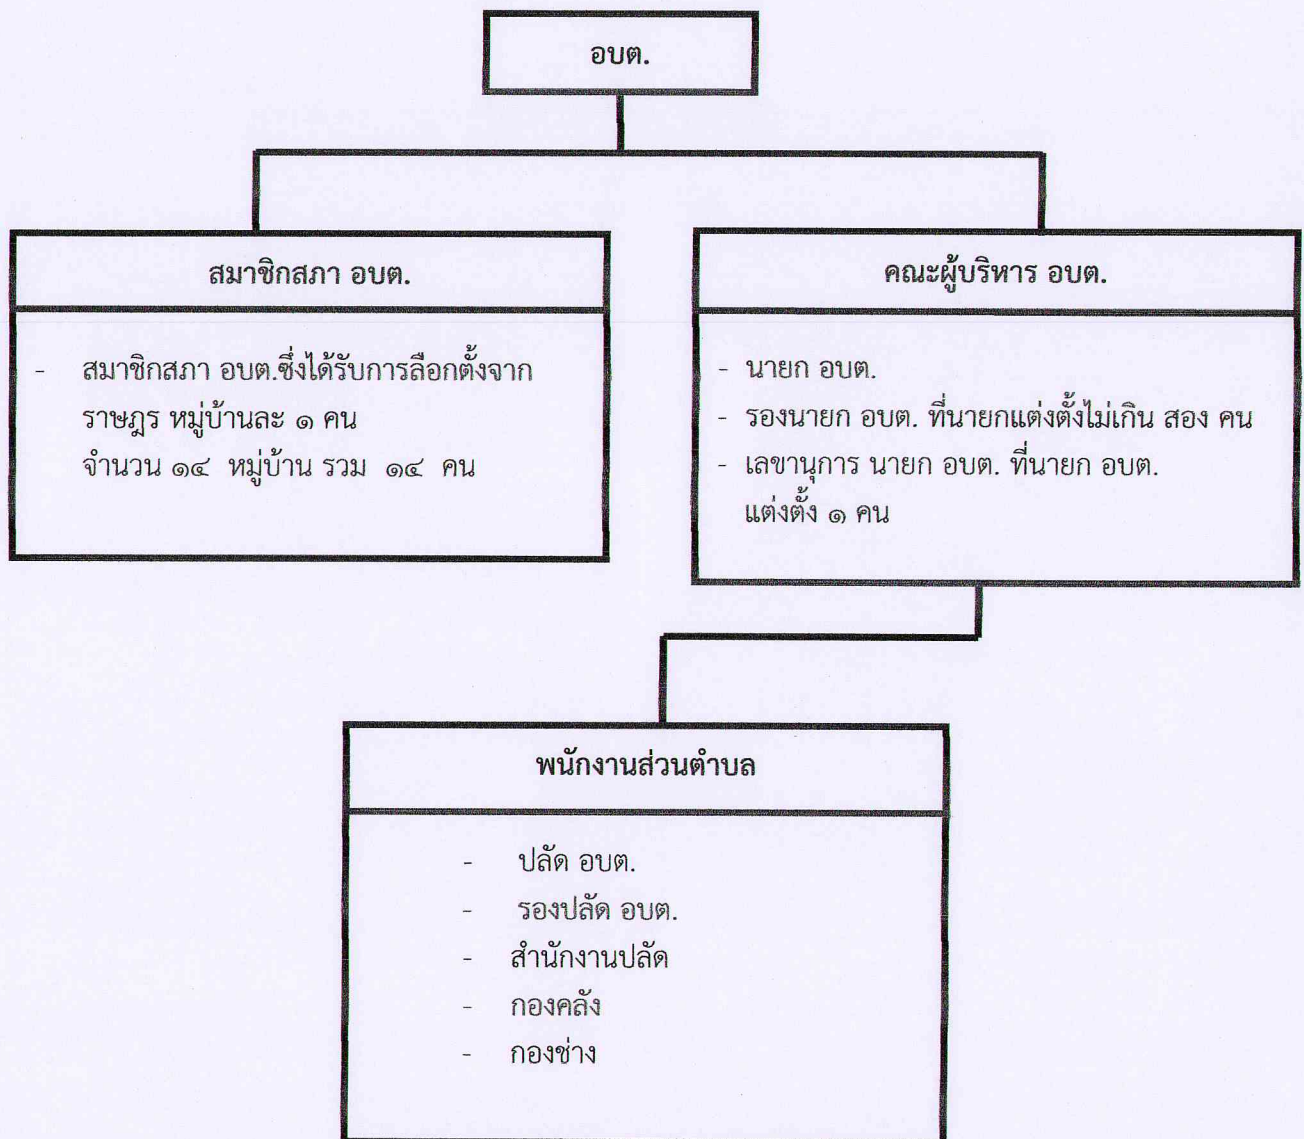 อบต.
สมาชิกสภา อบต.
- สมาชิกสภา อบต.ซึ่งได้รับการลือกตั้งจาก
ราษฎร หมู่บ้านละ ๑ คน
จำนวน ๑๔ หมู่บ้าน รวม ๑๔ คน
คณะผู้บริหาร อบต.
- นายก อบต.
- รองนายก อบต. ที่นายกแต่งตั้งไม่เกิน สอง คน
- เลขานุการ นายก อบต. ที่นายก อบต.
แต่งตั้ง ๑ คน
พนักงานส่วนตำบล
- ปลัด อบต.
- รองปลัด อบต.
- สำนักงานปลัด
- กองคลัง
- กองช่าง